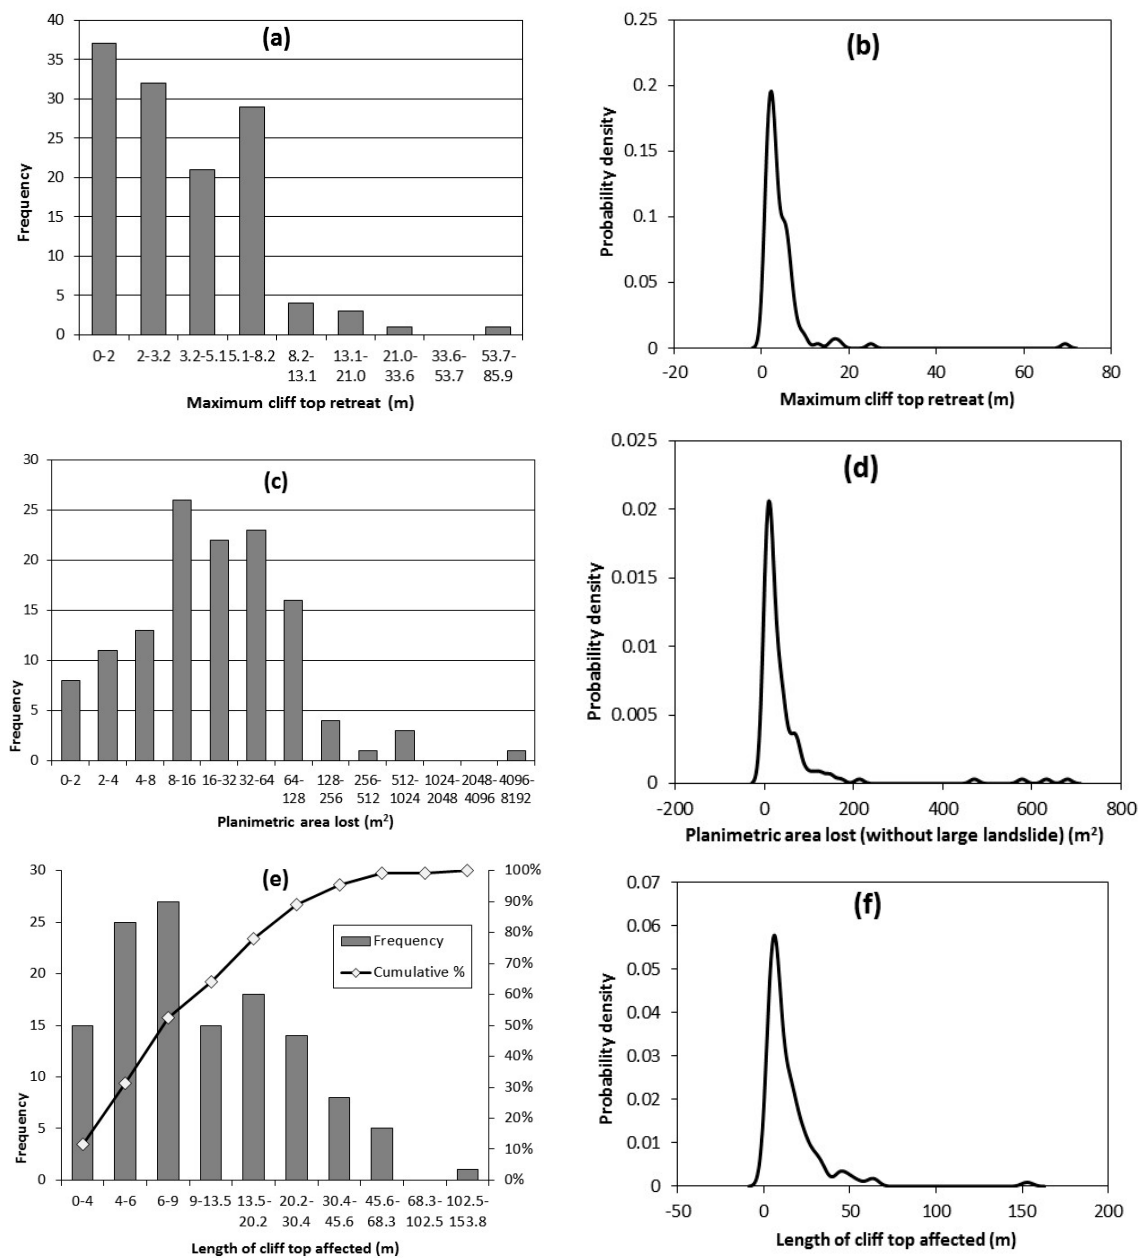 (a)
40
35
30
25
20
15
10
5
0
Frequency
0-2 2-3.2 3.2-5.1 5.1-8.2 8.2- 13.1- 21.0- 33.6- 53.7-
13.1 21.0 33.6 53.7 85.9
Maximum cliff top retreat (m)
(b)
0.25
0.2
0.15
0.1
0.05
0
Probability density
-20 0 20 40 60 80
Maximum cliff top retreat (m)
(c)
30
25
20
15
10
5
0
Frequency
0-2 2-4 4-8 8-16 16-32 32-64 64- 128- 256- 512- 1024- 2048- 4096-
128 256 512 1024 2048 4096 8192
Planimetric area lost (m²)
(d)
0.025
0.02
0.015
0.01
0.005
0
Probability density
-200 0 200 400 600 800
Planimetric area lost (without large landslide) (m²)
(e)
30
25
20
15
10
5
0
Frequency
100%
90%
80%
70%
60%
50%
40%
30%
20%
10%
0%
Frequency
Cumulative %
0-4 4-6 6-9 9-13.5 13.5- 20.2- 30.4- 45.6- 68.3- 102.5-
20.2 30.4 45.6 68.3 102.5 153.8
Length of cliff top affected (m)
(f)
0.07
0.06
0.05
0.04
0.03
0.02
0.01
0
Probability density
-50 0 50 100 150 200
Length of cliff top affected (m)